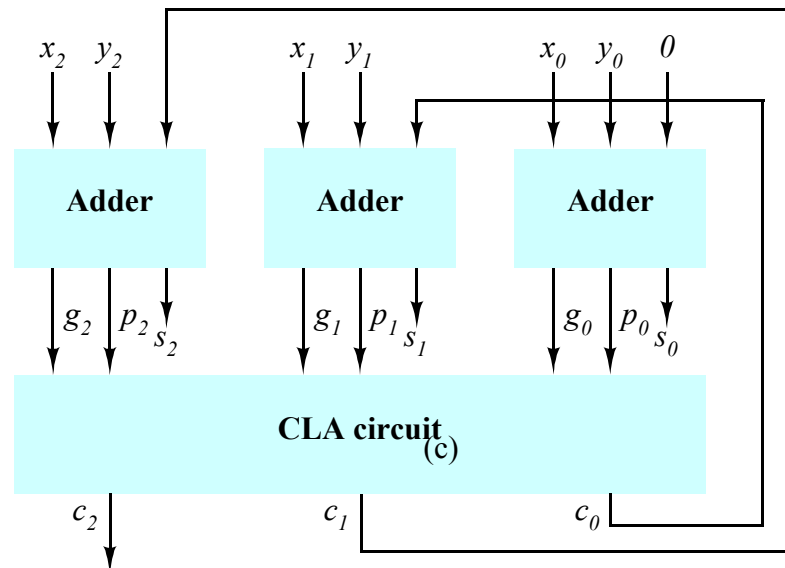 x2 y2 x1 y1 x0 y0 0
Adder Adder Adder
g2 p2 s2 g1 p1 s1 g0 p0 s0
CLA circuit
(c)
c2 c1 c0